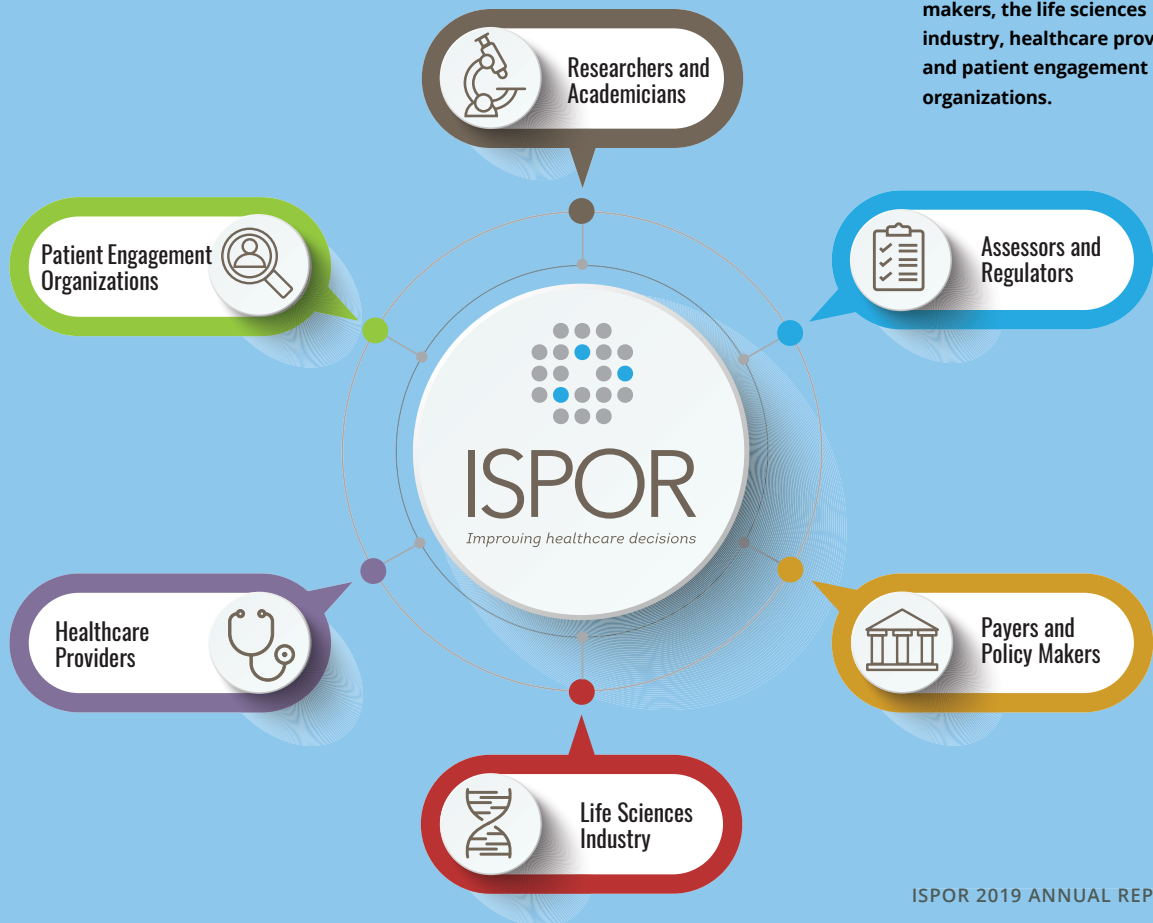 makers, the life sciences
industry, healthcare prov
and patient engagement
organizations.
Researchers and
Academicians
Patient Engagement
Organizations
Assessors and
Regulators
ISPOR
Improving healthcare decisions
Healthcare
Providers
Payers and
Policy Makers
Life Sciences
Industry
ISPOR 2019 ANNUAL REP